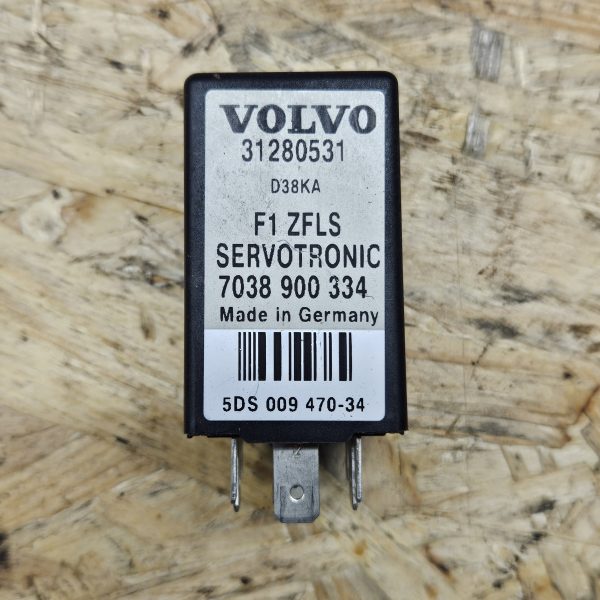 VOLVO
31280531
D38KA
F1 ZFLS
SERVOTRONIC
7038 900 334
Made in Germany
5DS 009 470-34